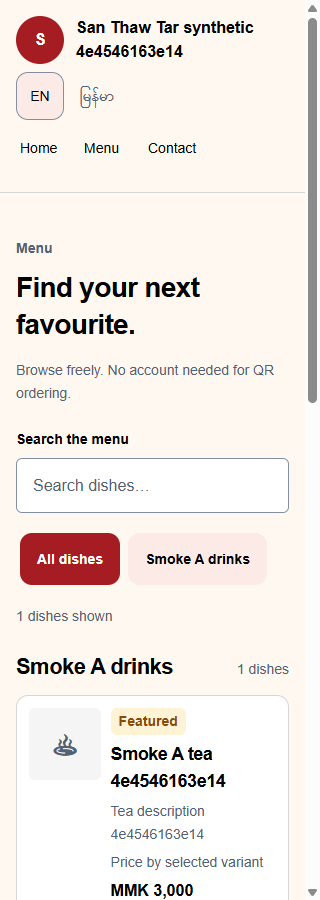 S
San Thaw Tar synthetic
4e4546163e14
EN
မြန်မာ
Home
Menu
Contact
Menu
Find your next
favourite.
Browse freely. No account needed for QR
ordering.
Search the menu
Search dishes...
All dishes
Smoke A drinks
1 dishes shown
Smoke A drinks
1 dishes
Featured
Smoke A tea
4e4546163e14
Tea description
4e4546163e14
Price by selected variant
MMK 3,000